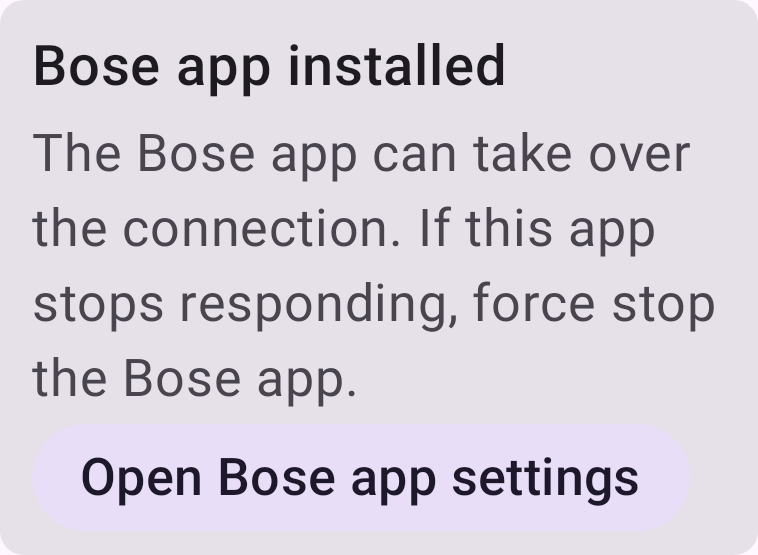 Bose app installed
The Bose app can take over
the connection. If this app
stops responding, force stop
the Bose app.
Open Bose app settings